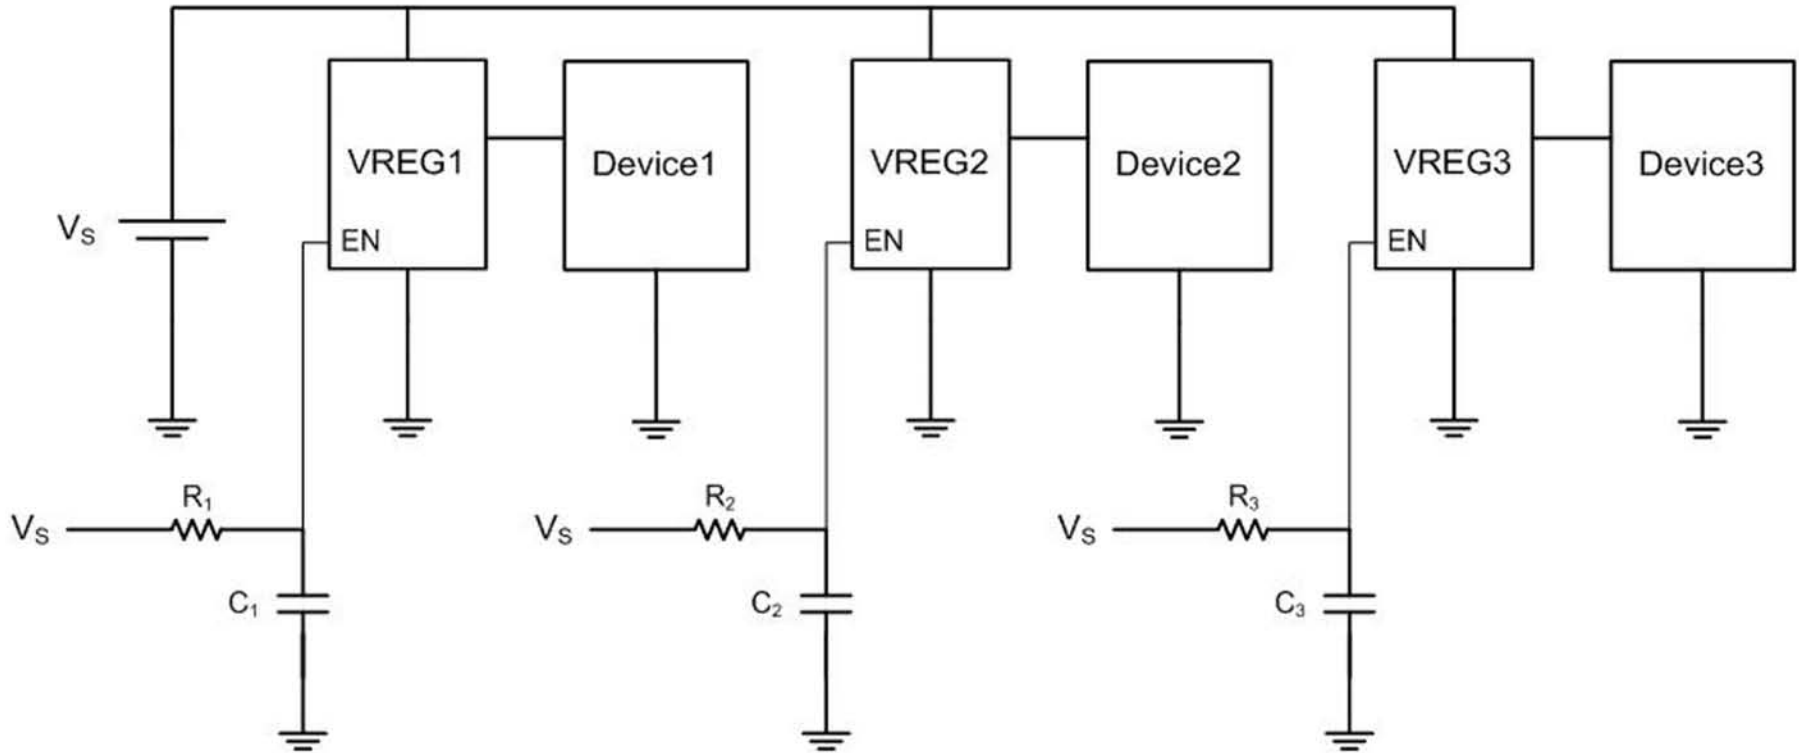 VREG1
Device1
VREG2
Device2
VREG3
Device3
VS
EN
EN
EN
R1
R2
R3
VS
VS
VS
C1
C2
C3